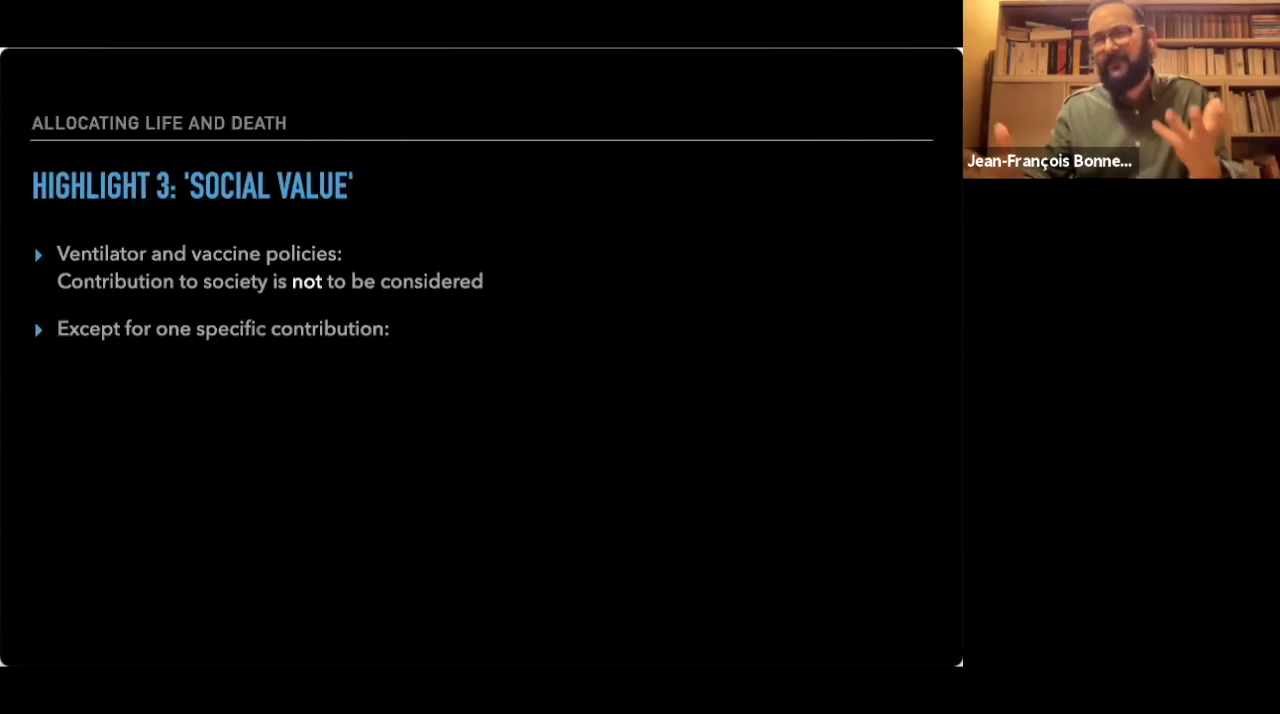 ALLOCATING LIFE AND DEATH
HIGHLIGHT 3: 'SOCIAL VALUE'
Ventilator and vaccine policies:
Contribution to society is not to be considered
Except for one specific contribution:
Jean-François Bonne...